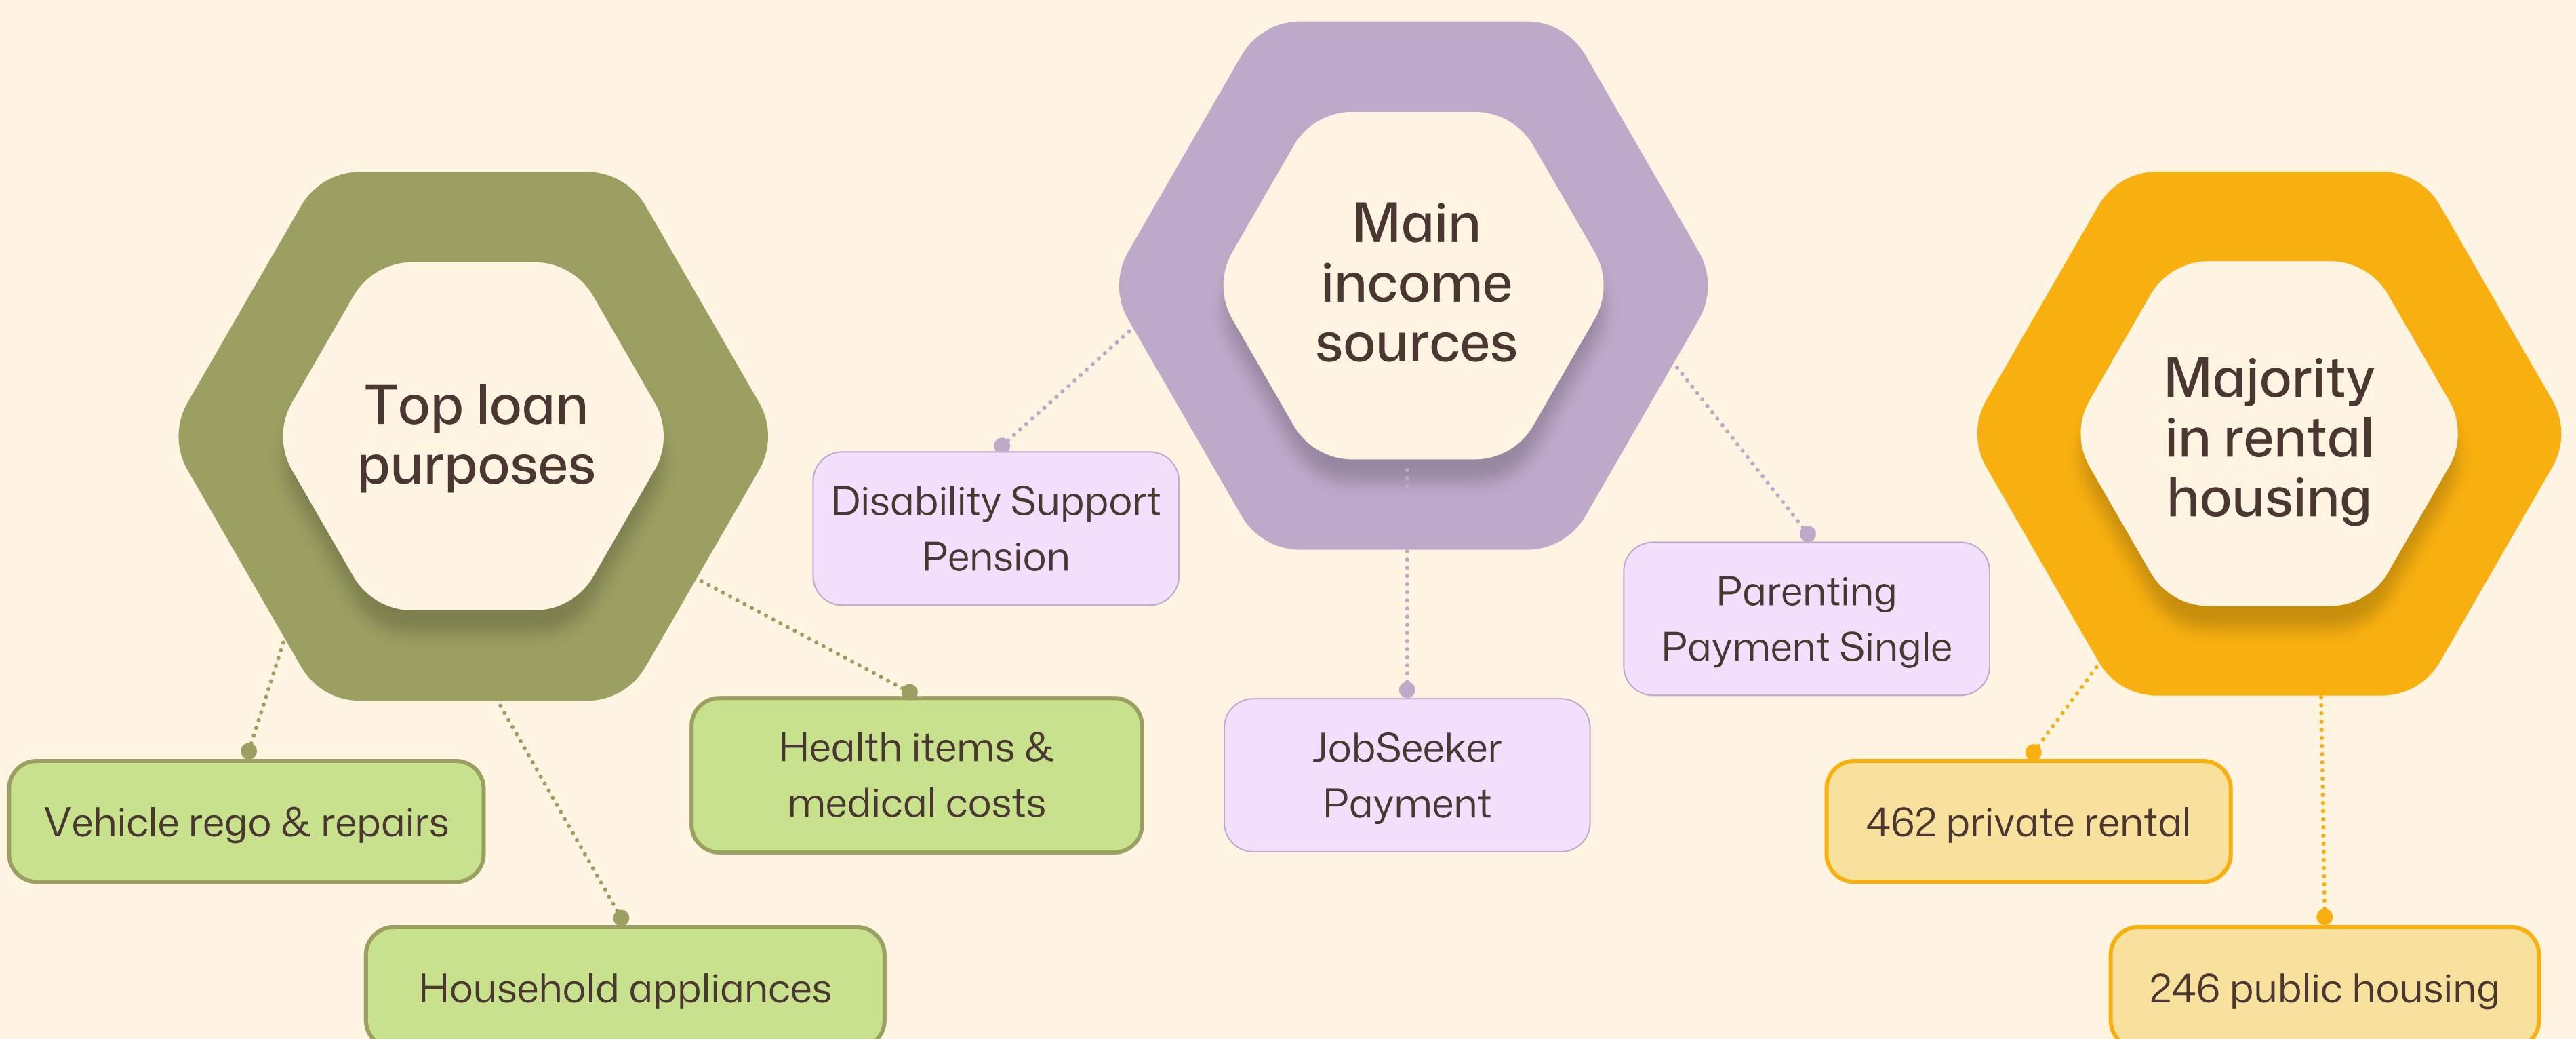 Top loan
purposes
Vehicle rego & repairs
Household appliances
Health items &
medical costs
Main
income
sources
Disability Support
Pension
JobSeeker
Payment
Parenting
Payment Single
Majority
in rental
housing
462 private rental
246 public housing